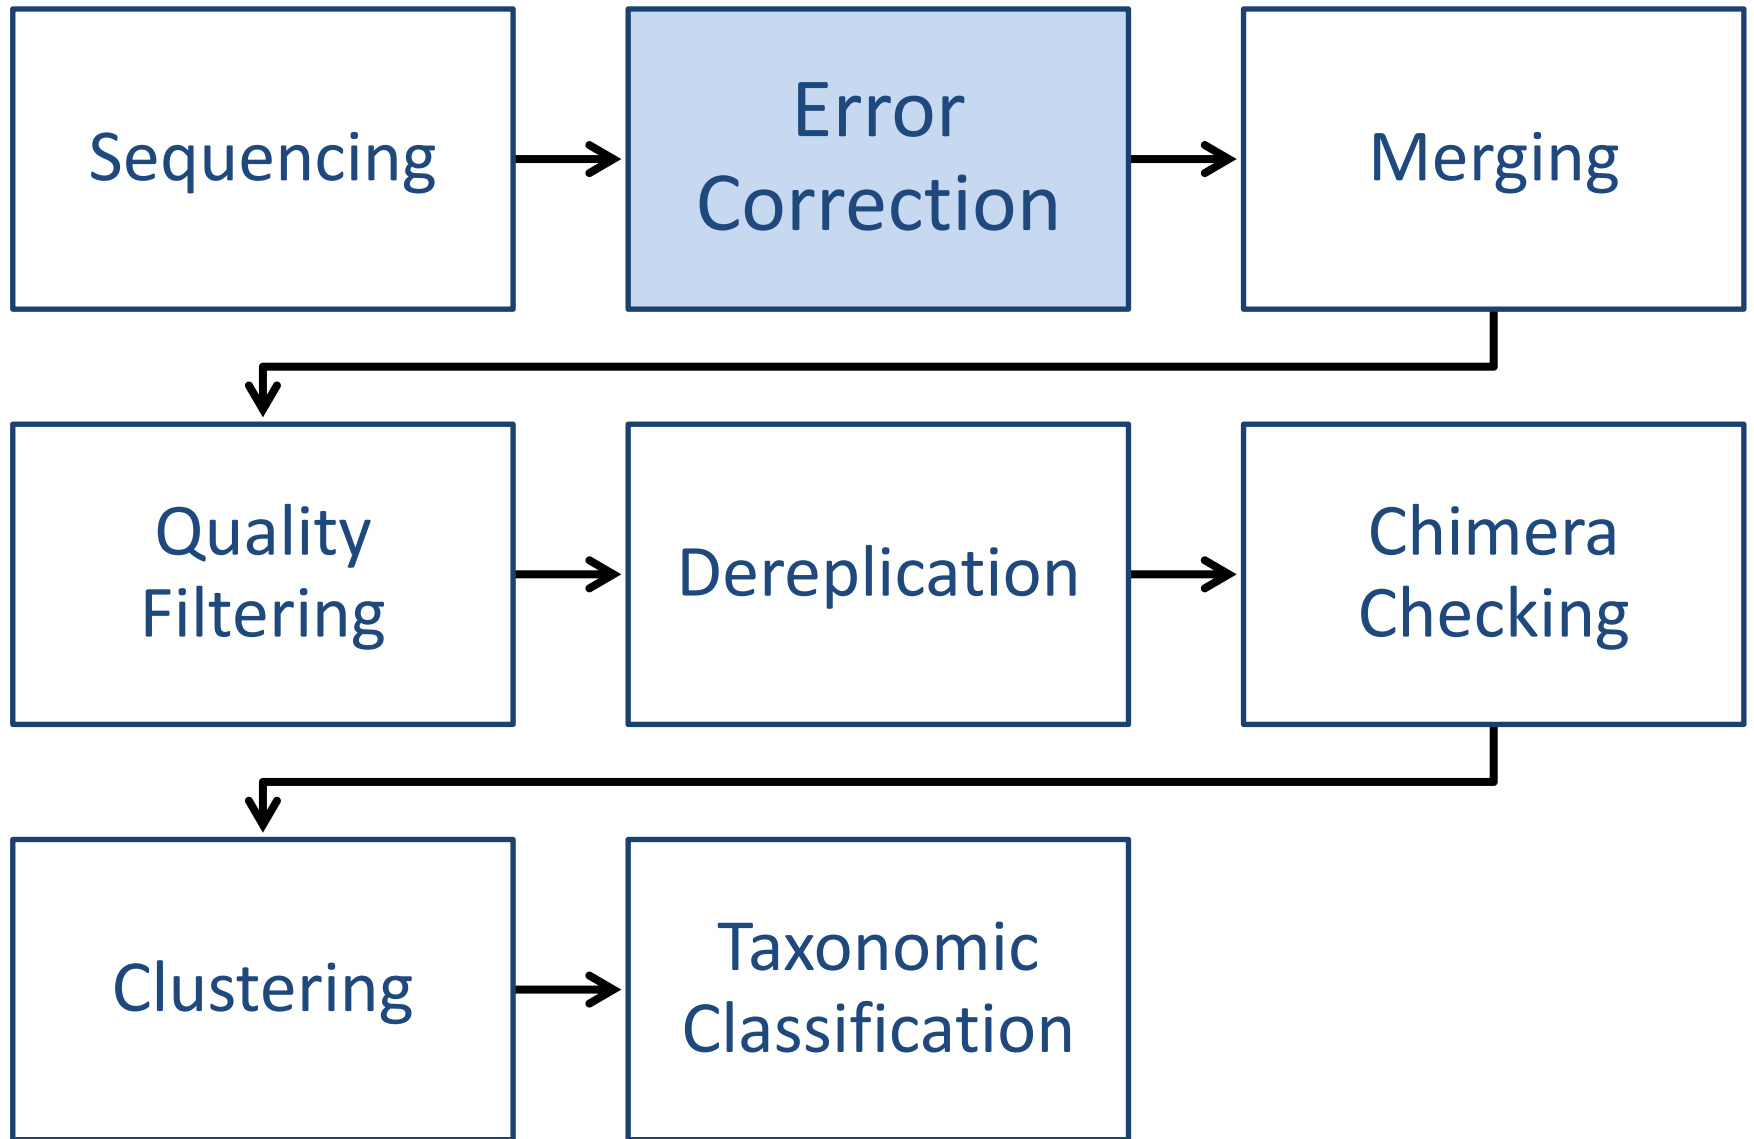 Sequencing
Error
Correction
Merging
Quality
Filtering
Dereplication
Chimera
Checking
Clustering
Taxonomic
Classification